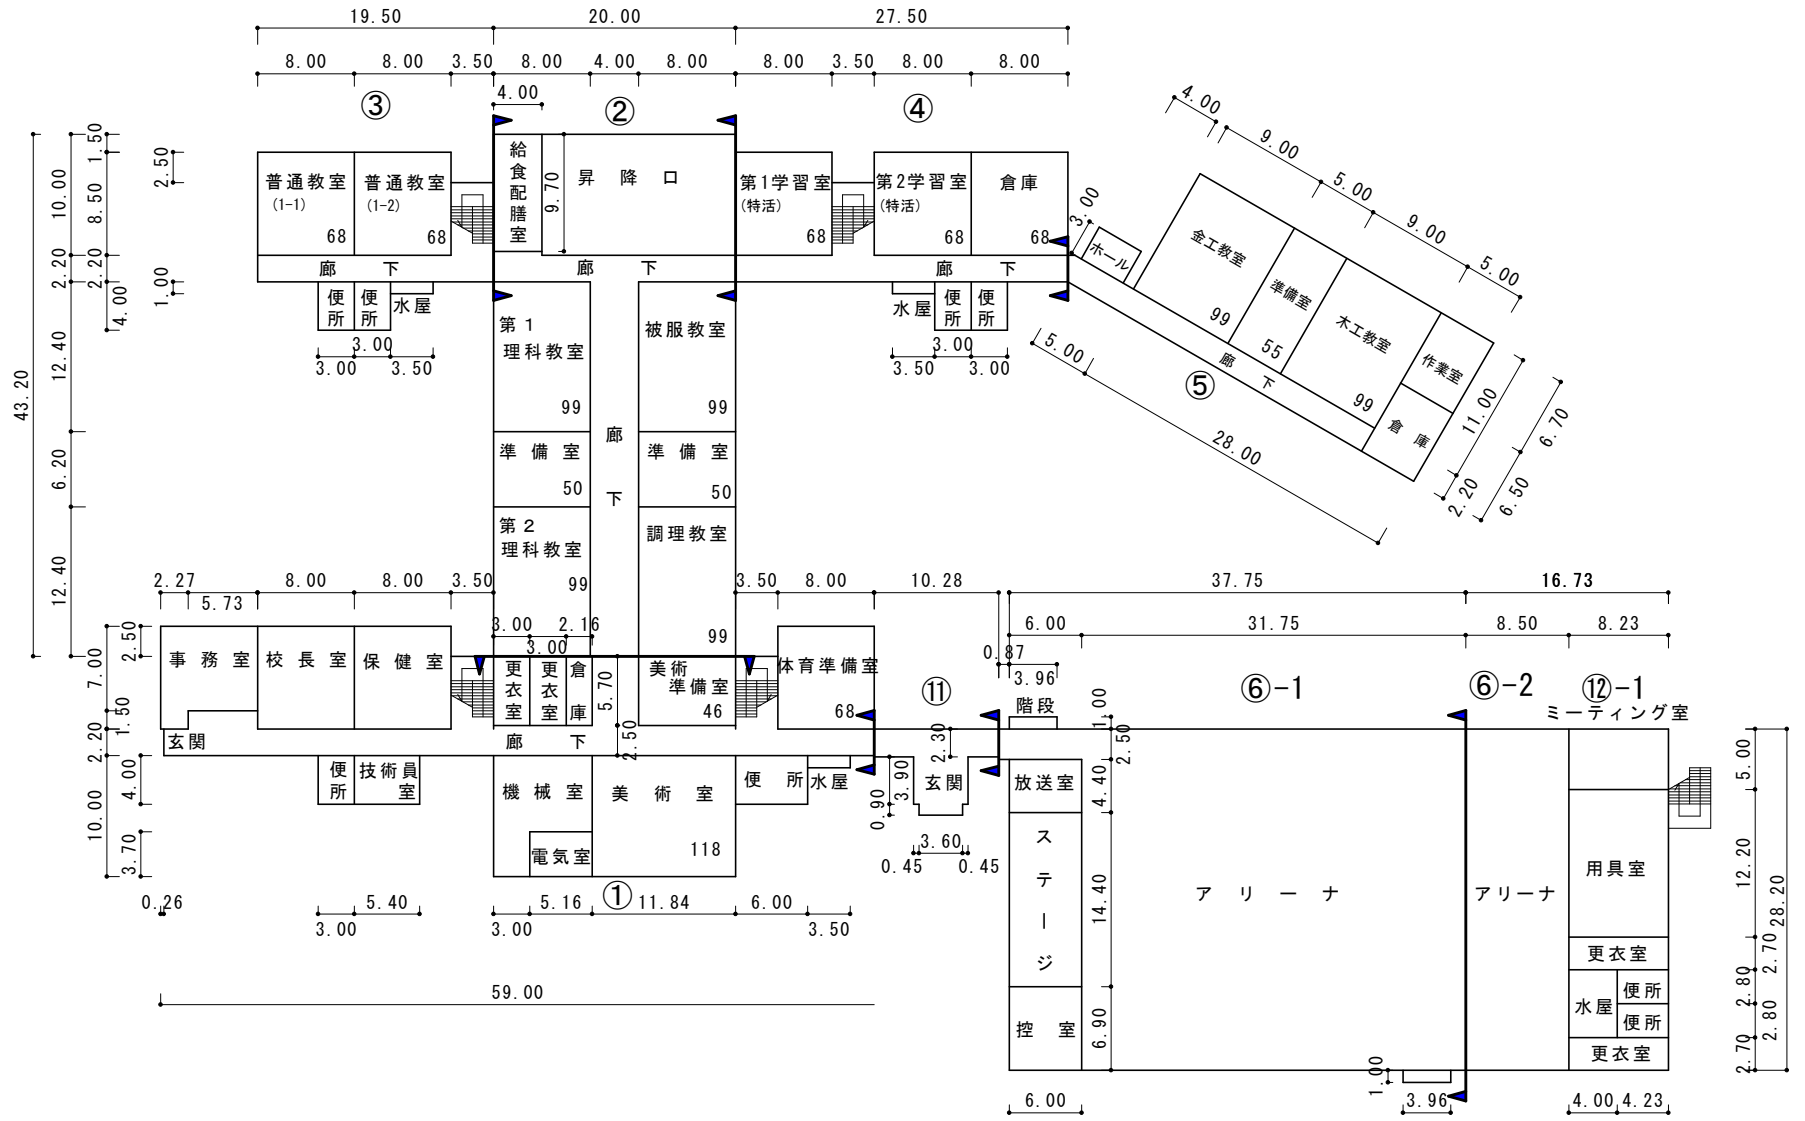 19.50 20.00 27.50
8.00 8.00 3.50 8.00 4.00 8.00 8.00 3.50 8.00 8.00
③ ② ④
4.00
4.00 9.00 5.00 9.00 5.00
43.20
10.00 2.20 12.40 6.20 12.40
1.50 8.50 2.20 4.00
2.50 1.00
普通教室
(1-1)
68
普通教室
(1-2)
68
給食配膳室
9.70
昇降口
第1学習室
(特活)
68
第2学習室
(特活)
68
倉庫
68
廊下
廊下
廊下
3.00
ホール
金工教室
99
準備室
55
木工教室
99
作業室
倉庫
廊下
⑤
5.00
28.00
11.00
2.20
6.70
6.50
便所
便所
水屋
3.00
3.00 3.50
水屋
便所
便所
3.00
3.50 3.00
第1
理科教室
99
被服教室
99
準備室
50
廊下
準備室
50
第2
理科教室
99
調理教室
99
2.27 8.00 8.00 3.50 3.50 8.00 10.28 37.75 16.73
5.73
3.00 2.16
3.00
6.00 31.75 8.50 8.23
0.87
3.96
7.00 2.20 10.00
2.50 1.50 4.00 3.70
事務室
校長室
保健室
更衣室
更衣室
倉庫
5.70
2.50
美術
準備室
46
体育準備室
68
⑪ ⑥-1 ⑥-2 ⑫-1
階段
1.00
2.50
ミーティング室
玄関
廊下
2.30
便所
技術員室
機械室
美術室
118
電気室
便所
水屋
3.90
0.90
玄関
3.60
0.45 0.45
①
放送室
4.40
ステージ
14.40
控室
6.90
アリーナ
アリーナ
用具室
更衣室
水屋
便所
便所
更衣室
5.00
12.20
28.20
2.70
2.80
2.80
2.70
0.26 5.40 5.16 11.84 6.00
3.00 3.00 3.50
59.00
1.00
6.00 3.96 4.00 4.23